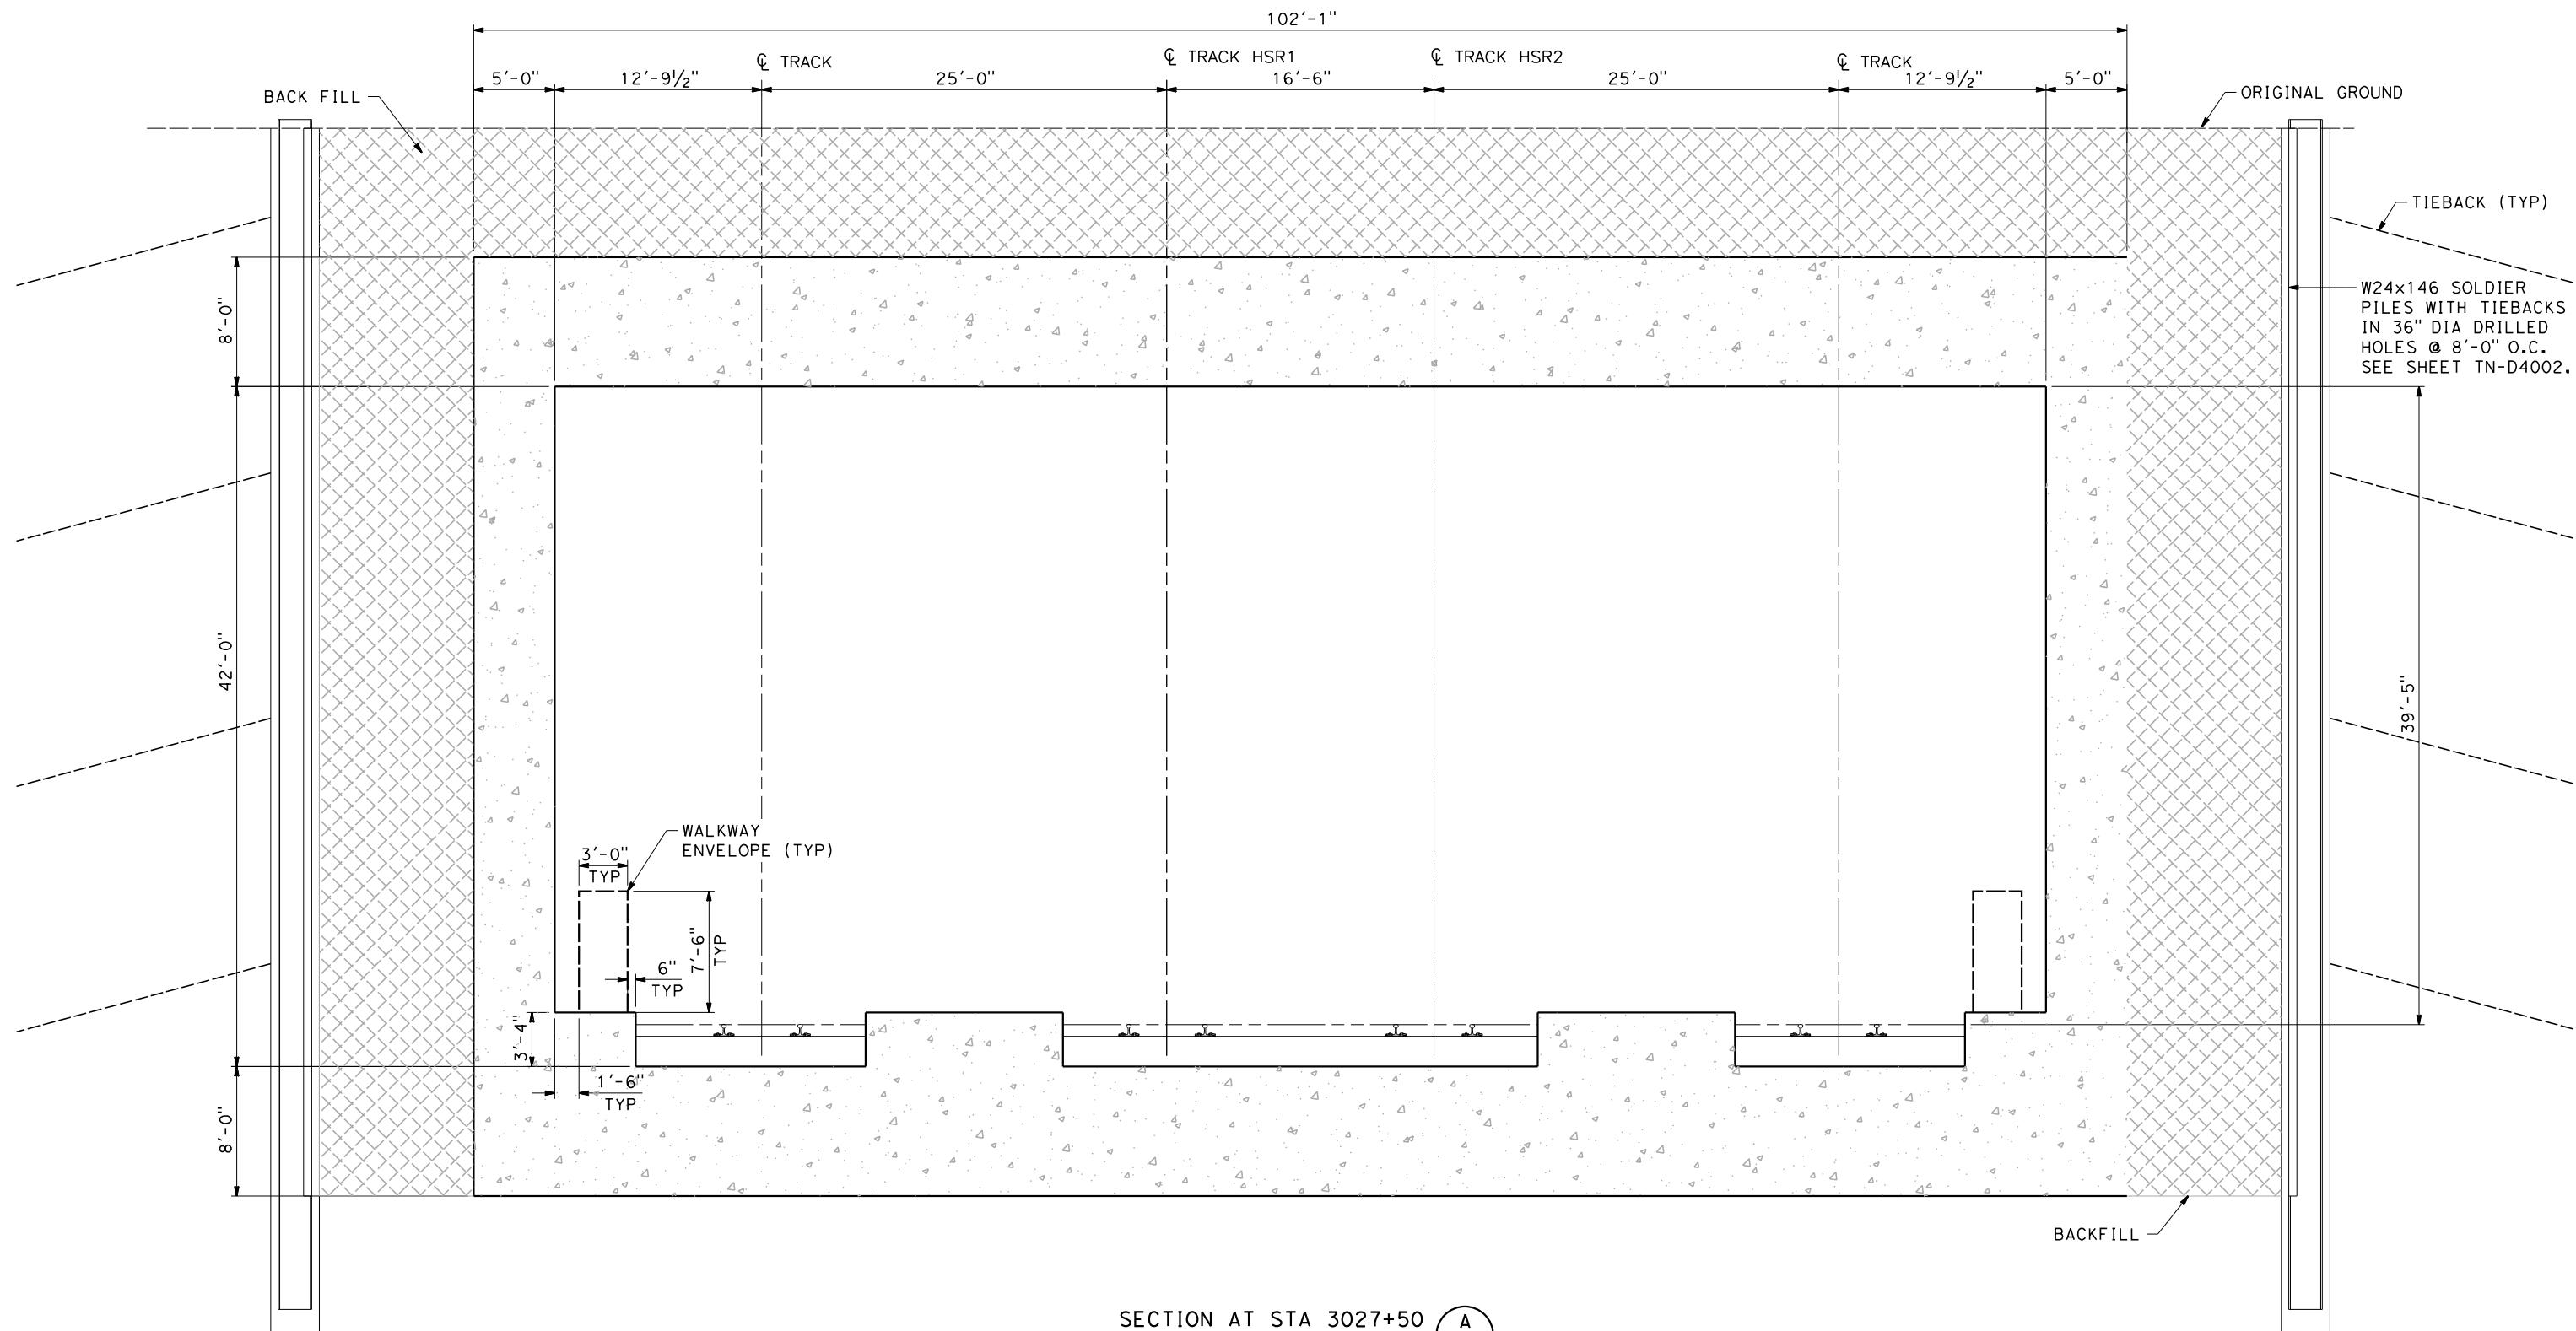 102'-1"
℄ TRACK
℄ TRACK HSR1
℄ TRACK HSR2
℄ TRACK
5'-0"
12'-9½"
25'-0"
16'-6"
25'-0"
12'-9½"
5'-0"
BACK FILL
ORIGINAL GROUND
TIEBACK (TYP)
W24x146 SOLDIER
PILES WITH TIEBACKS
IN 36" DIA DRILLED
HOLES @ 8'-0" O.C.
SEE SHEET TN-D4002.
8'-0"
42'-0"
39'-5"
WALKWAY
ENVELOPE (TYP)
3'-0"
TYP
7'-6"
TYP
6"
TYP
3'-4"
1'-6"
TYP
8'-0"
BACKFILL
SECTION AT STA 3027+50
A